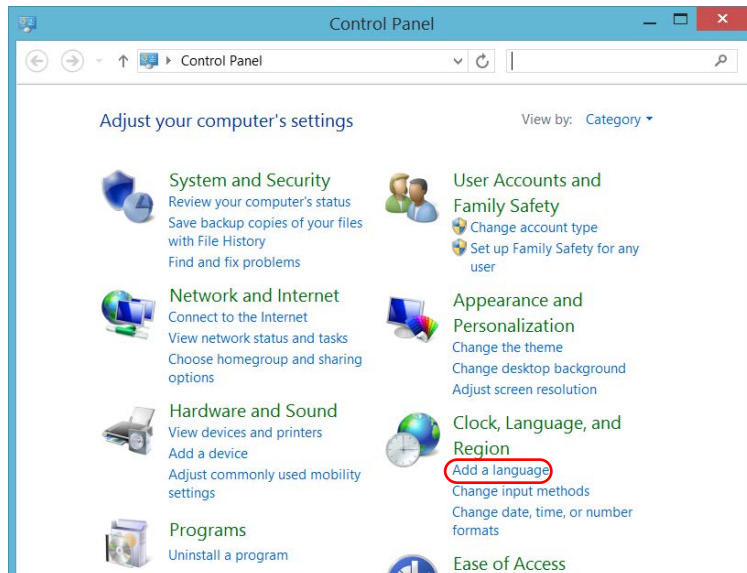 Control Panel
Control Panel
Adjust your computer's settings
View by: Category
System and Security
Review your computer's status
Save backup copies of your files
with File History
Find and fix problems
Network and Internet
Connect to the Internet
View network status and tasks
Choose homegroup and sharing
options
Hardware and Sound
View devices and printers
Add a device
Adjust commonly used mobility
settings
Programs
Uninstall a program
User Accounts and
Family Safety
Change account type
Set up Family Safety for any
user
Appearance and
Personalization
Change the theme
Change desktop background
Adjust screen resolution
Clock, Language, and
Region
Add a language
Change input methods
Change date, time, or number
formats
Ease of Access